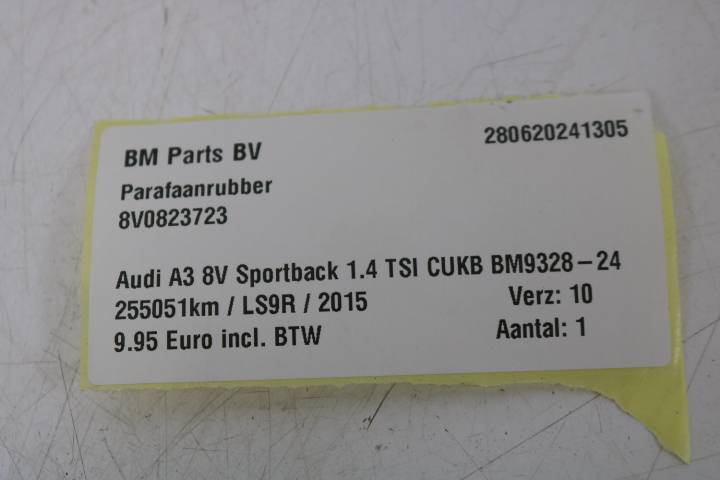 BM Parts BV 280620241305
Parafaanrubber
8V0823723
Audi A3 8V Sportback 1.4 TSI CUKB BM9328-24
255051km / LS9R / 2015 Verz: 10
9.95 Euro incl. BTW Aantal: 1